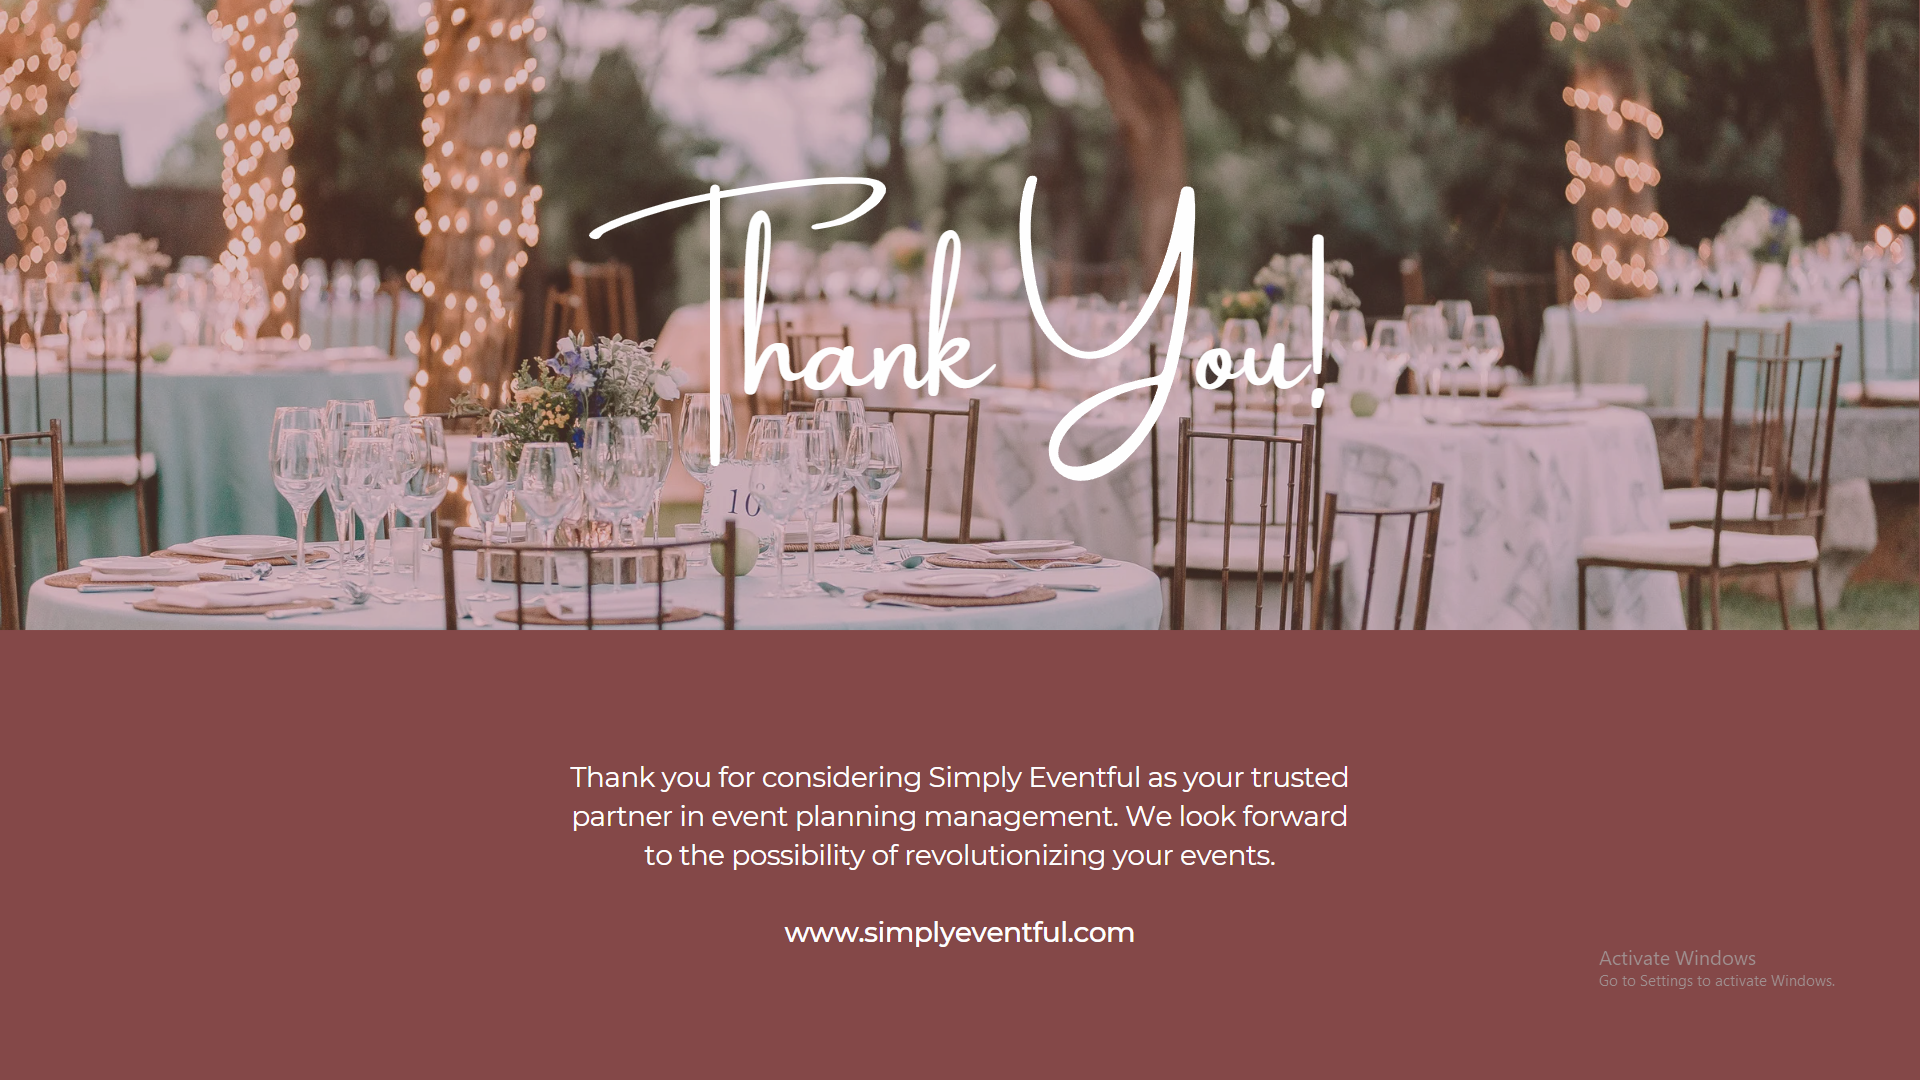 Thank You!
10
Thank you for considering Simply Eventful as your trusted
partner in event planning management. We look forward
to the possibility of revolutionizing your events.
www.simplyeventful.com
Activate Windows
Go to Settings to activate Windows.